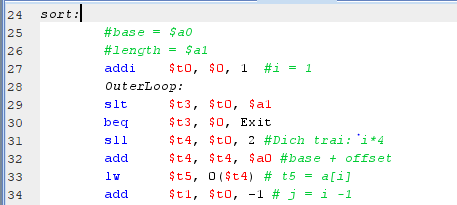 24 sort:
25 #base = $a0
26 #length = $a1
27 addi $t0, $0, 1 #i = 1
28 OuterLoop:
29 slt $t3, $t0, $a1
30 beq $t3, $0, Exit
31 sll $t4, $t0, 2 #Dich trai: i*4
32 add $t4, $t4, $a0 #base + offset
33 lw $t5, 0($t4) # t5 = a[i]
34 add $t1, $t0, -1 # j = i -1